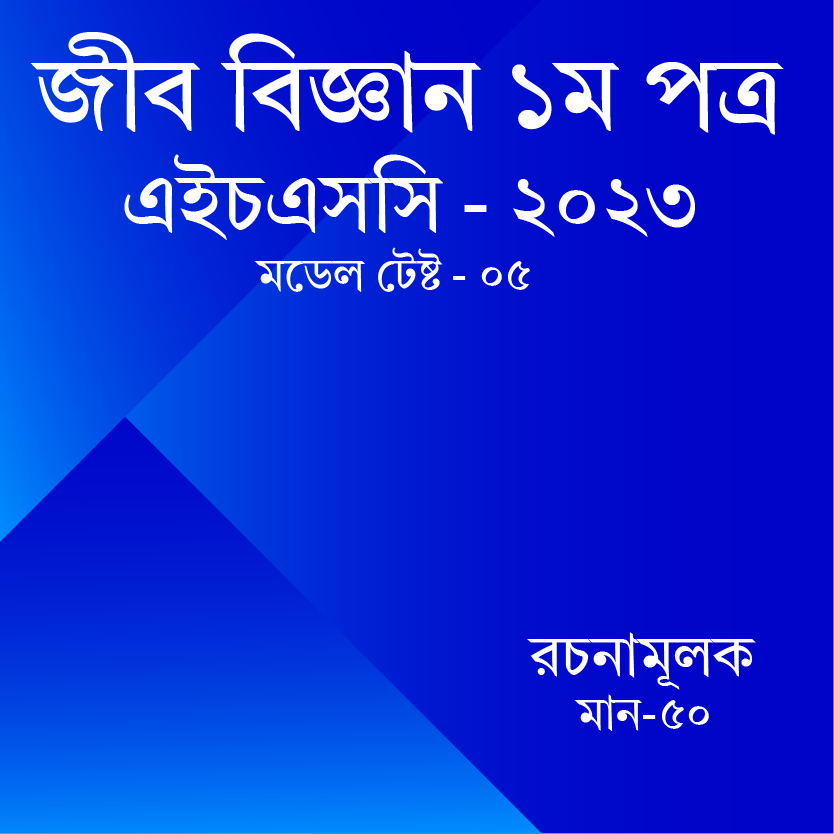 জীব বিজ্ঞান ১ম পত্র
এইচএসসি - ২০২৩
মডেল টেষ্ট - ০৫
রচনামূলক
মান-৫০